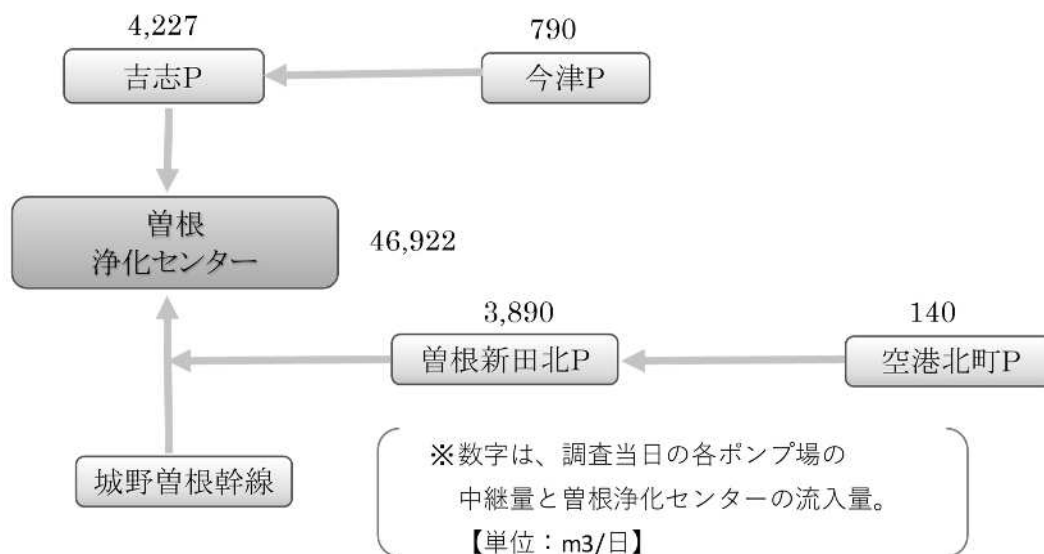 4,227
790
吉志P
今津P
曽根
浄化センター
46,922
3,890
140
曽根新田北P
空港北町P
城野曽根幹線
※数字は、調査当日の各ポンプ場の
中継量と曽根浄化センターの流入量。
【単位：m3/日】